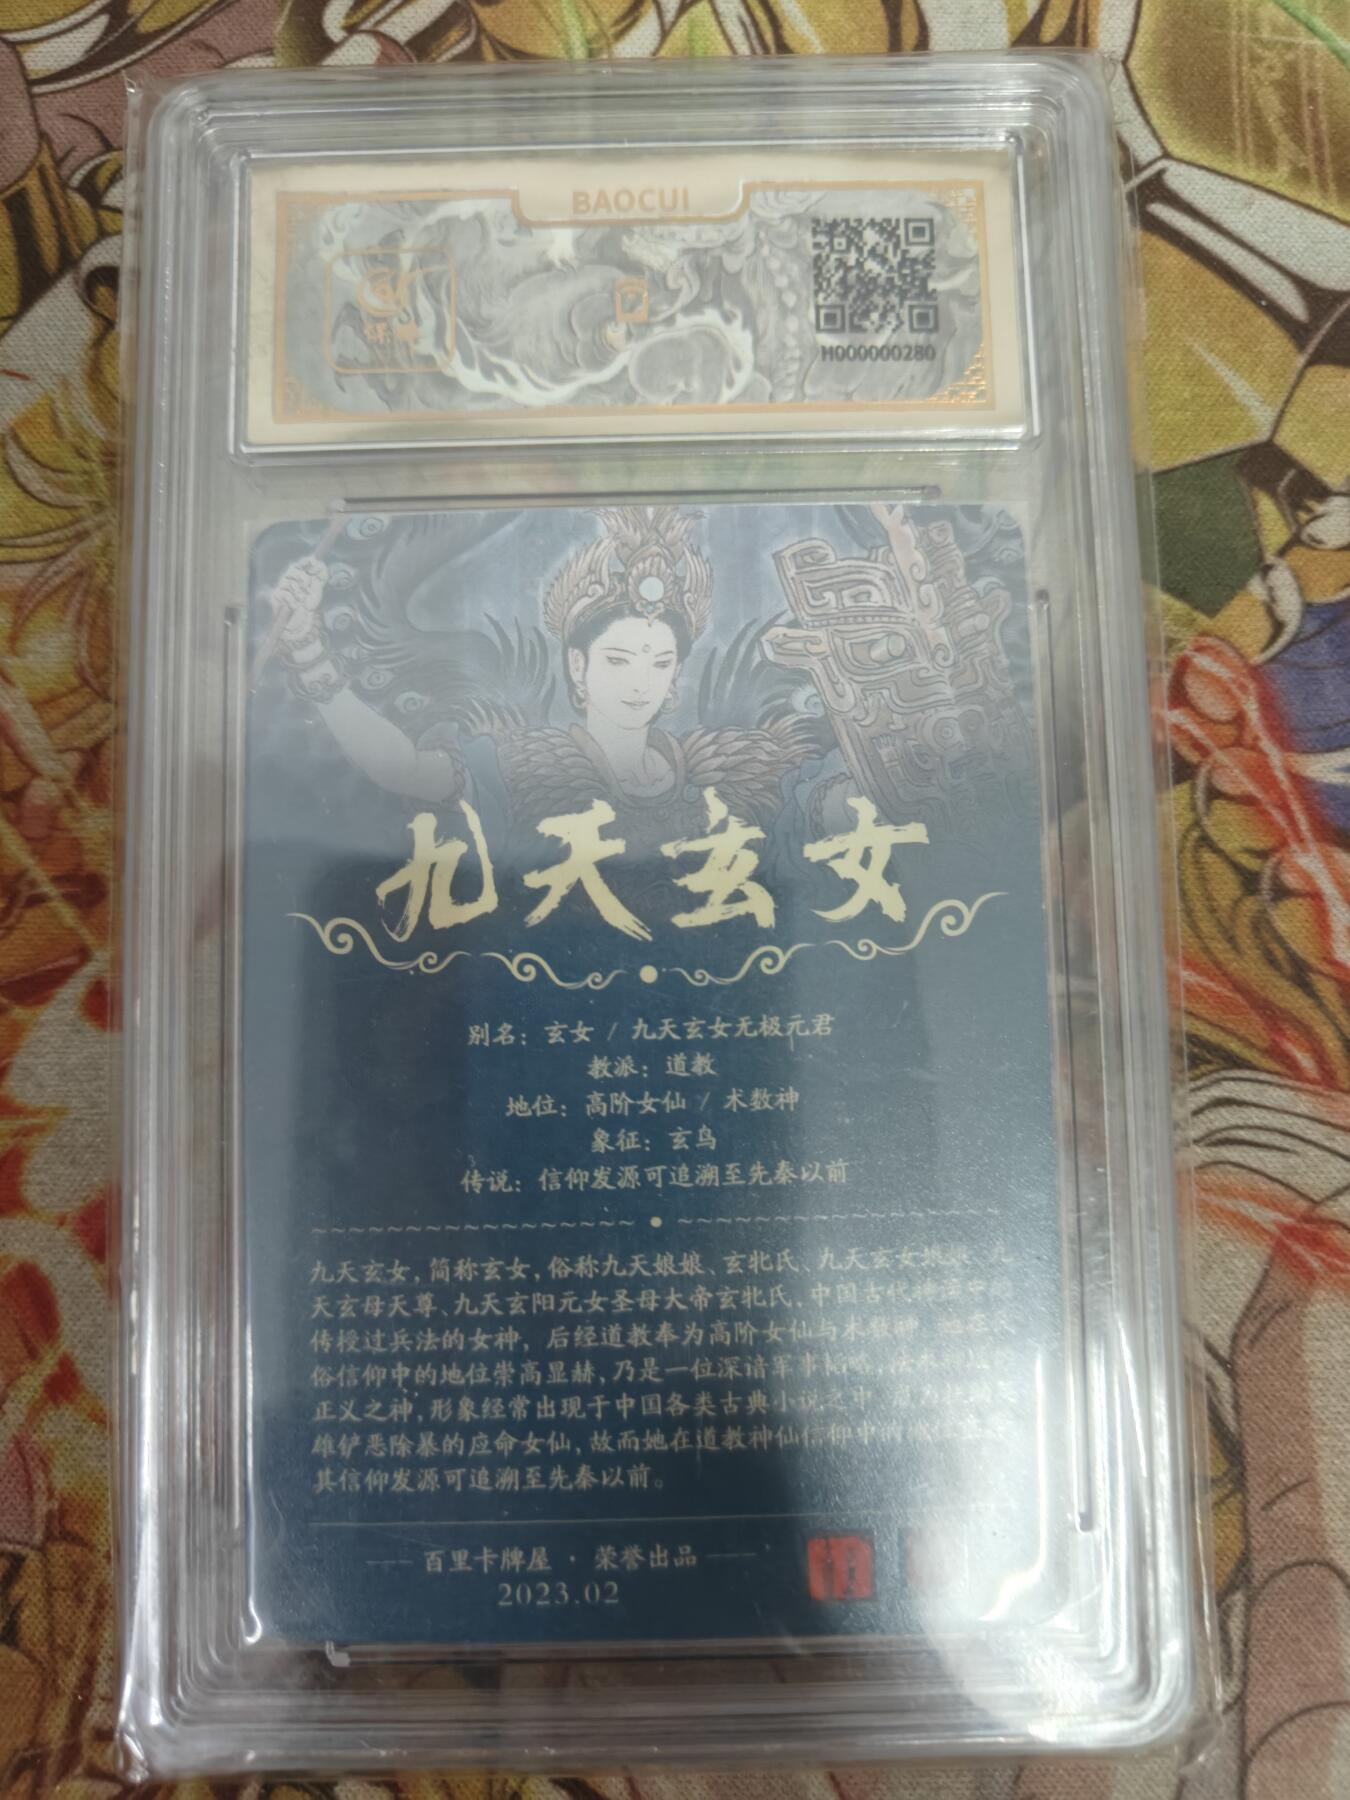 BAOCUI
保粹
H000000280
九天玄女
别名：玄女 / 九天玄女无极元君
教派：道教
地位：高阶女仙 / 术数神
象征：玄鸟
传说：信仰发源可追溯至先秦以前
九天玄女，简称玄女，俗称九天娘娘、玄牝氏、九天玄女娘娘、九
天玄母天尊、九天玄阳元女圣母大帝玄牝氏，中国古代神话中
传授过兵法的女神，后经道教奉为高阶女仙与术数神
俗信仰中的地位崇高显赫，乃是一位深谙军事韬略，
正义之神，形象经常出现于中国各类古典小说之中，
雄铲恶除暴的应命女仙，故而她在道教神仙信仰中的地位
其信仰发源可追溯至先秦以前。
百里卡牌屋 · 荣誉出品
2023.02